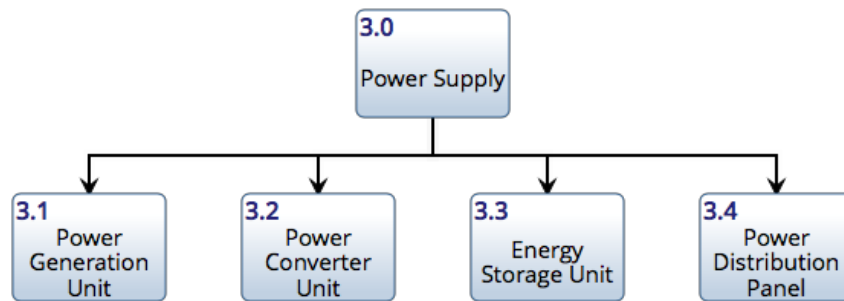 3.0
Power Supply
3.1
Power
Generation
Unit
3.2
Power
Converter
Unit
3.3
Energy
Storage Unit
3.4
Power
Distribution
Panel